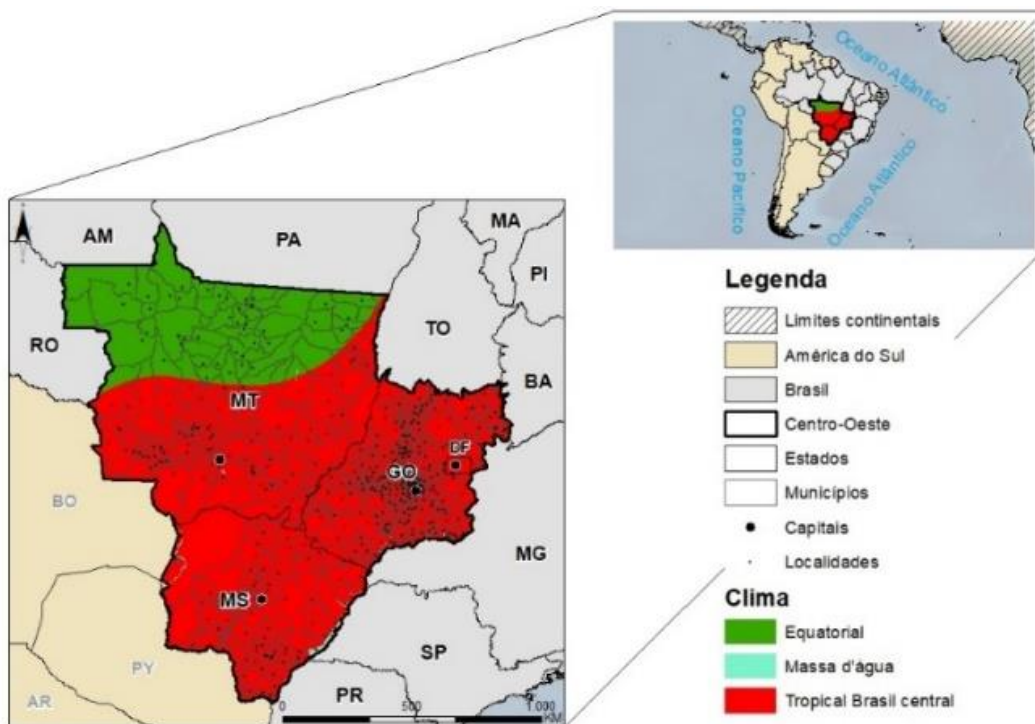 Oceano Atlântico
Oceano Pacífico
Oceano Atlântico
AM
PA
MA
PI
RO
TO
BA
MT
DF
GO
BO
MG
MS
PY
SP
AR
PR
0
500
1.000
KM
Legenda
Limites continentais
América do Sul
Brasil
Centro-Oeste
Estados
Municípios
Capitais
Localidades
Clima
Equatorial
Massa d'água
Tropical Brasil central